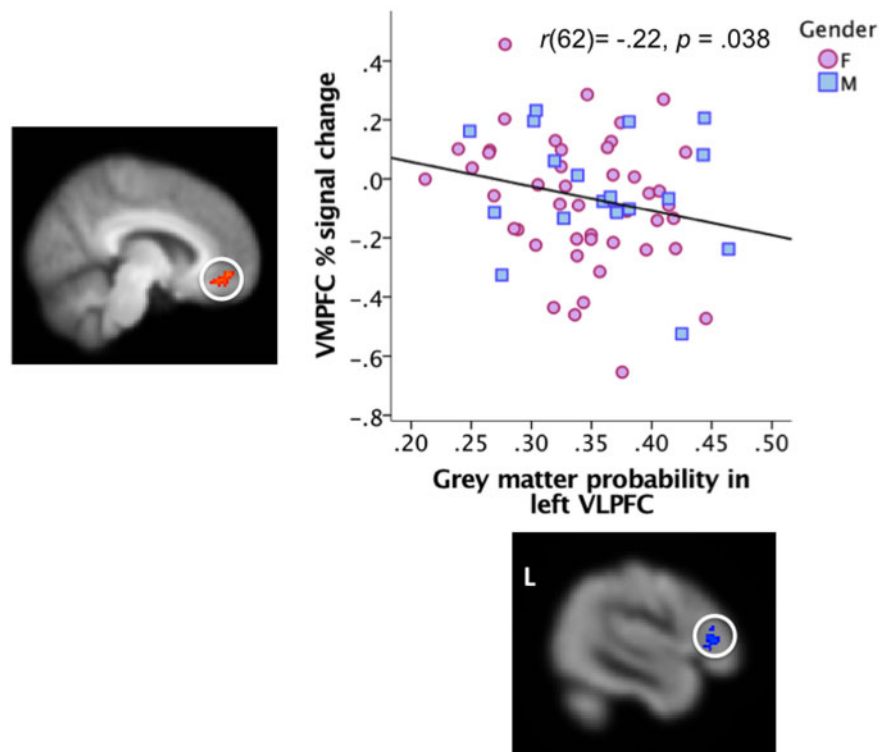 r(62)= -.22, p = .038
Gender
F
M
VMPFC % signal change
.4
.2
.0
-.2
-.4
-.6
-.8
.20 .25 .30 .35 .40 .45 .50
Grey matter probability in
left VLPFC
L